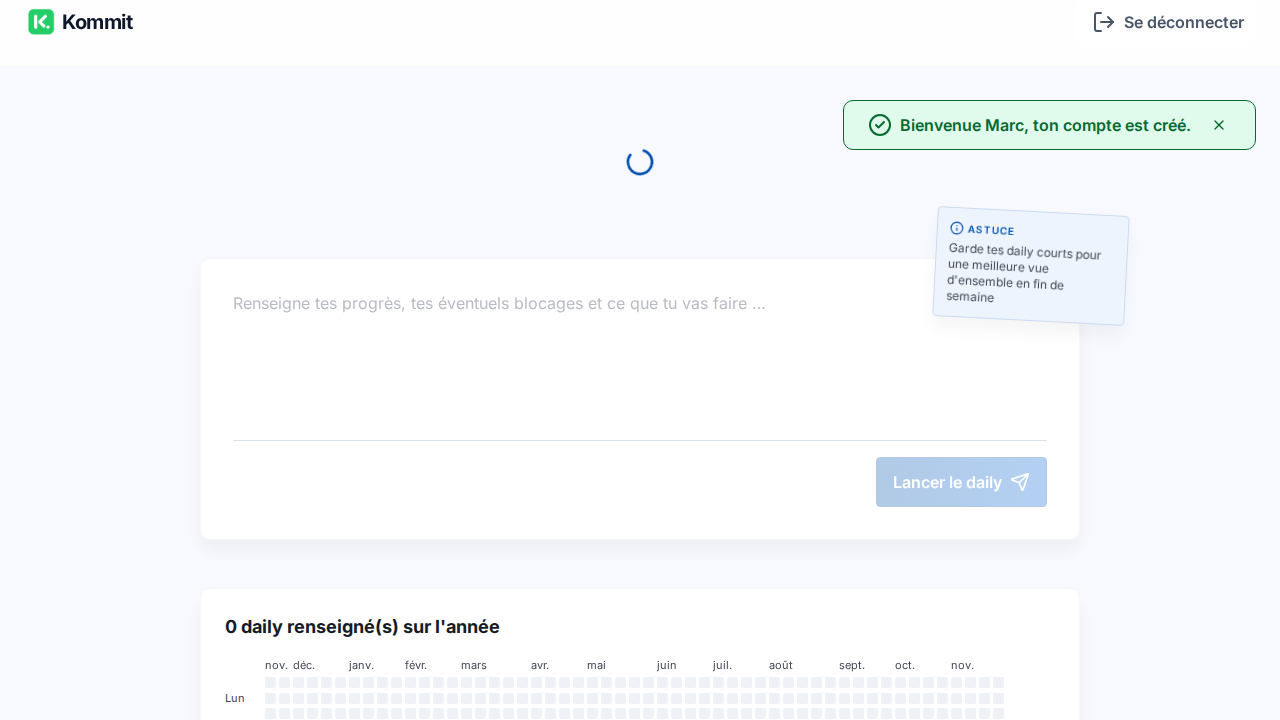 Kommit
Se déconnecter
Bienvenue Marc, ton compte est créé.
ASTUCE
Garde tes daily courts pour
une meilleure vue
d'ensemble en fin de
semaine
Renseigne tes progrès, tes éventuels blocages et ce que tu vas faire ...
Lancer le daily
0 daily renseigné(s) sur l'année
nov. déc. janv. févr. mars avr. mai juin juil. août sept. oct. nov.
Lun